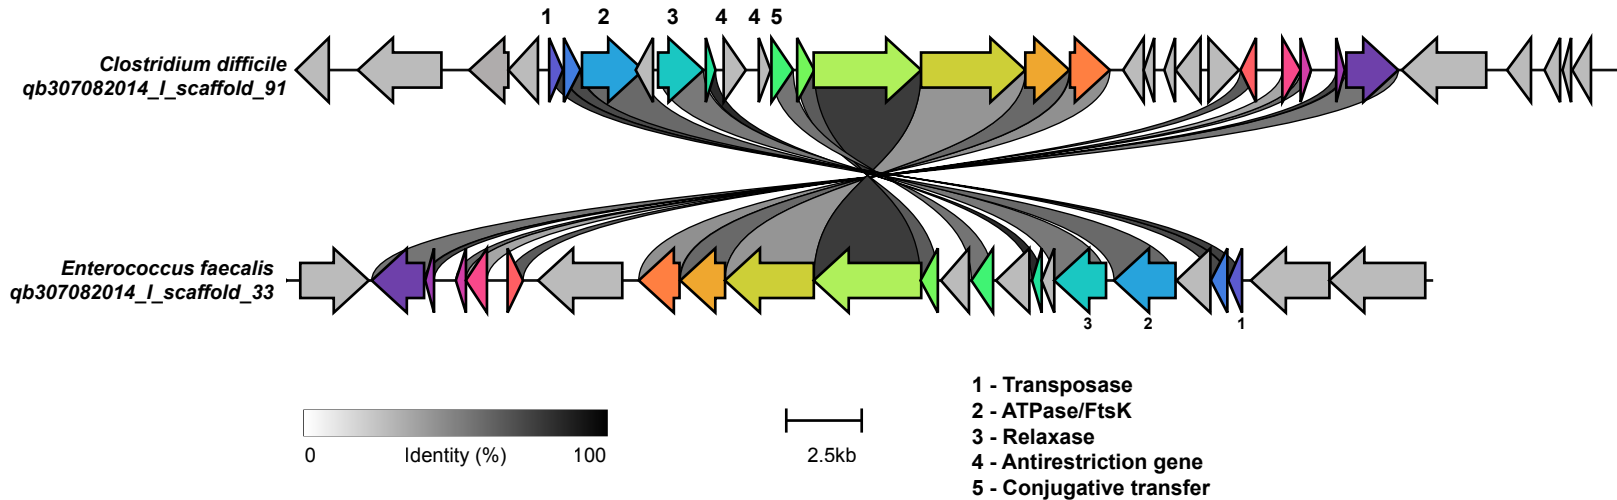 1 2 3 4 4 5
Clostridium difficile
qb307082014_I_scaffold_91
Enterococcus faecalis
qb307082014_I_scaffold_33
3 2 1
0 Identity (%) 100
2.5kb
1 - Transposase
2 - ATPase/FtsK
3 - Relaxase
4 - Antirestriction gene
5 - Conjugative transfer